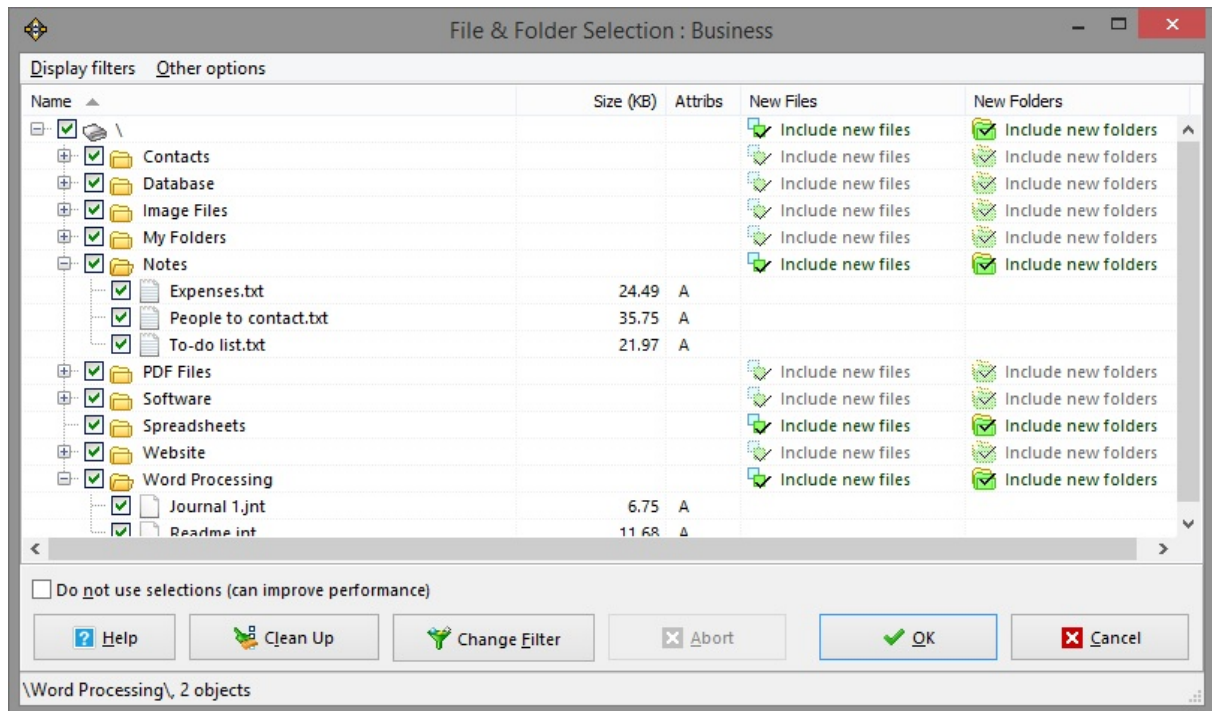 File & Folder Selection : Business
Display filters Other options
Name Size (KB) Attribs New Files New Folders
\ Include new files Include new folders
Contacts Include new files Include new folders
Database Include new files Include new folders
Image Files Include new files Include new folders
My Folders Include new files Include new folders
Notes Include new files Include new folders
Expenses.txt 24.49 A
People to contact.txt 35.75 A
To-do list.txt 21.97 A
PDF Files Include new files Include new folders
Software Include new files Include new folders
Spreadsheets Include new files Include new folders
Website Include new files Include new folders
Word Processing Include new files Include new folders
Journal 1.jnt 6.75 A
Readme.jnt 11.68 A
Do not use selections (can improve performance)
Help Clean Up Change Filter Abort OK Cancel
\Word Processing\, 2 objects